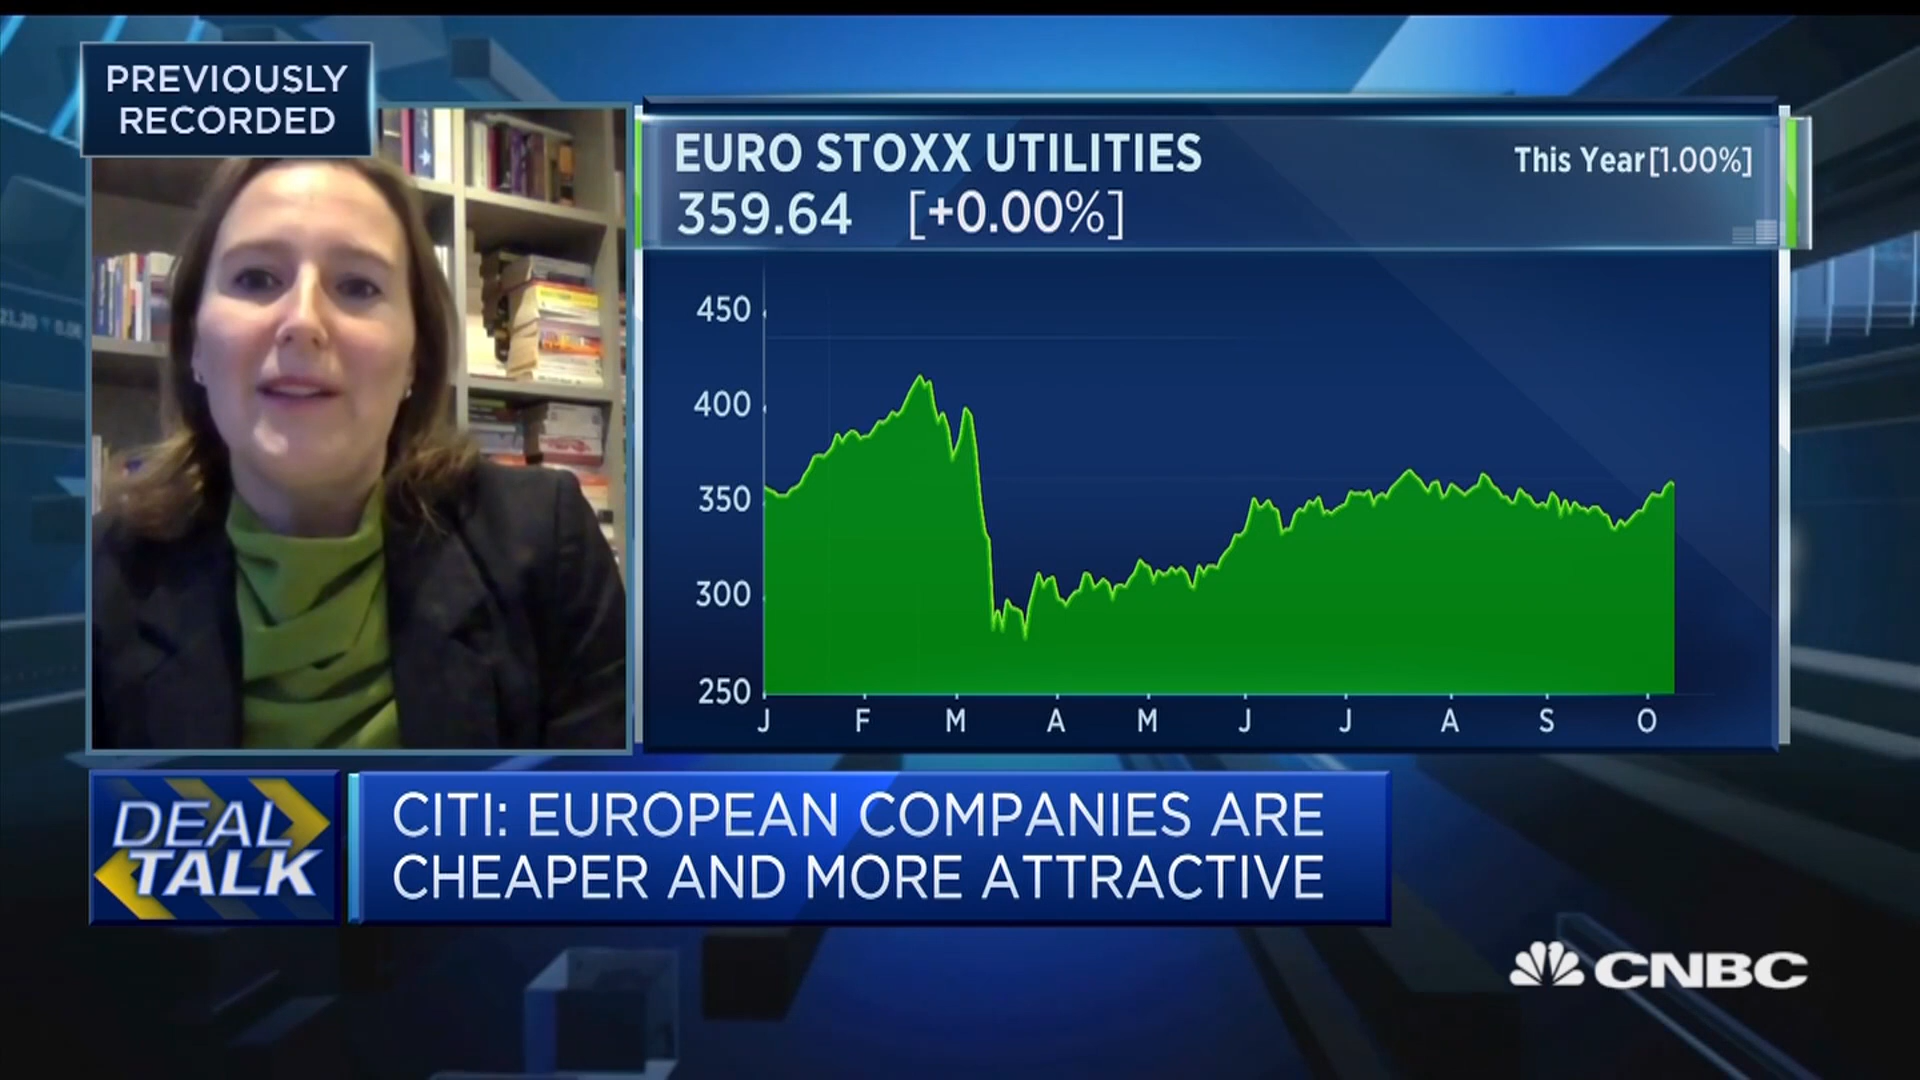 PREVIOUSLY
RECORDED
EURO STOXX UTILITIES
This Year [1.00%]
359.64 [+0.00%]
450
400
350
300
250
J F M A M J J A S O
DEAL
TALK
CITI: EUROPEAN COMPANIES ARE
CHEAPER AND MORE ATTRACTIVE
CNBC